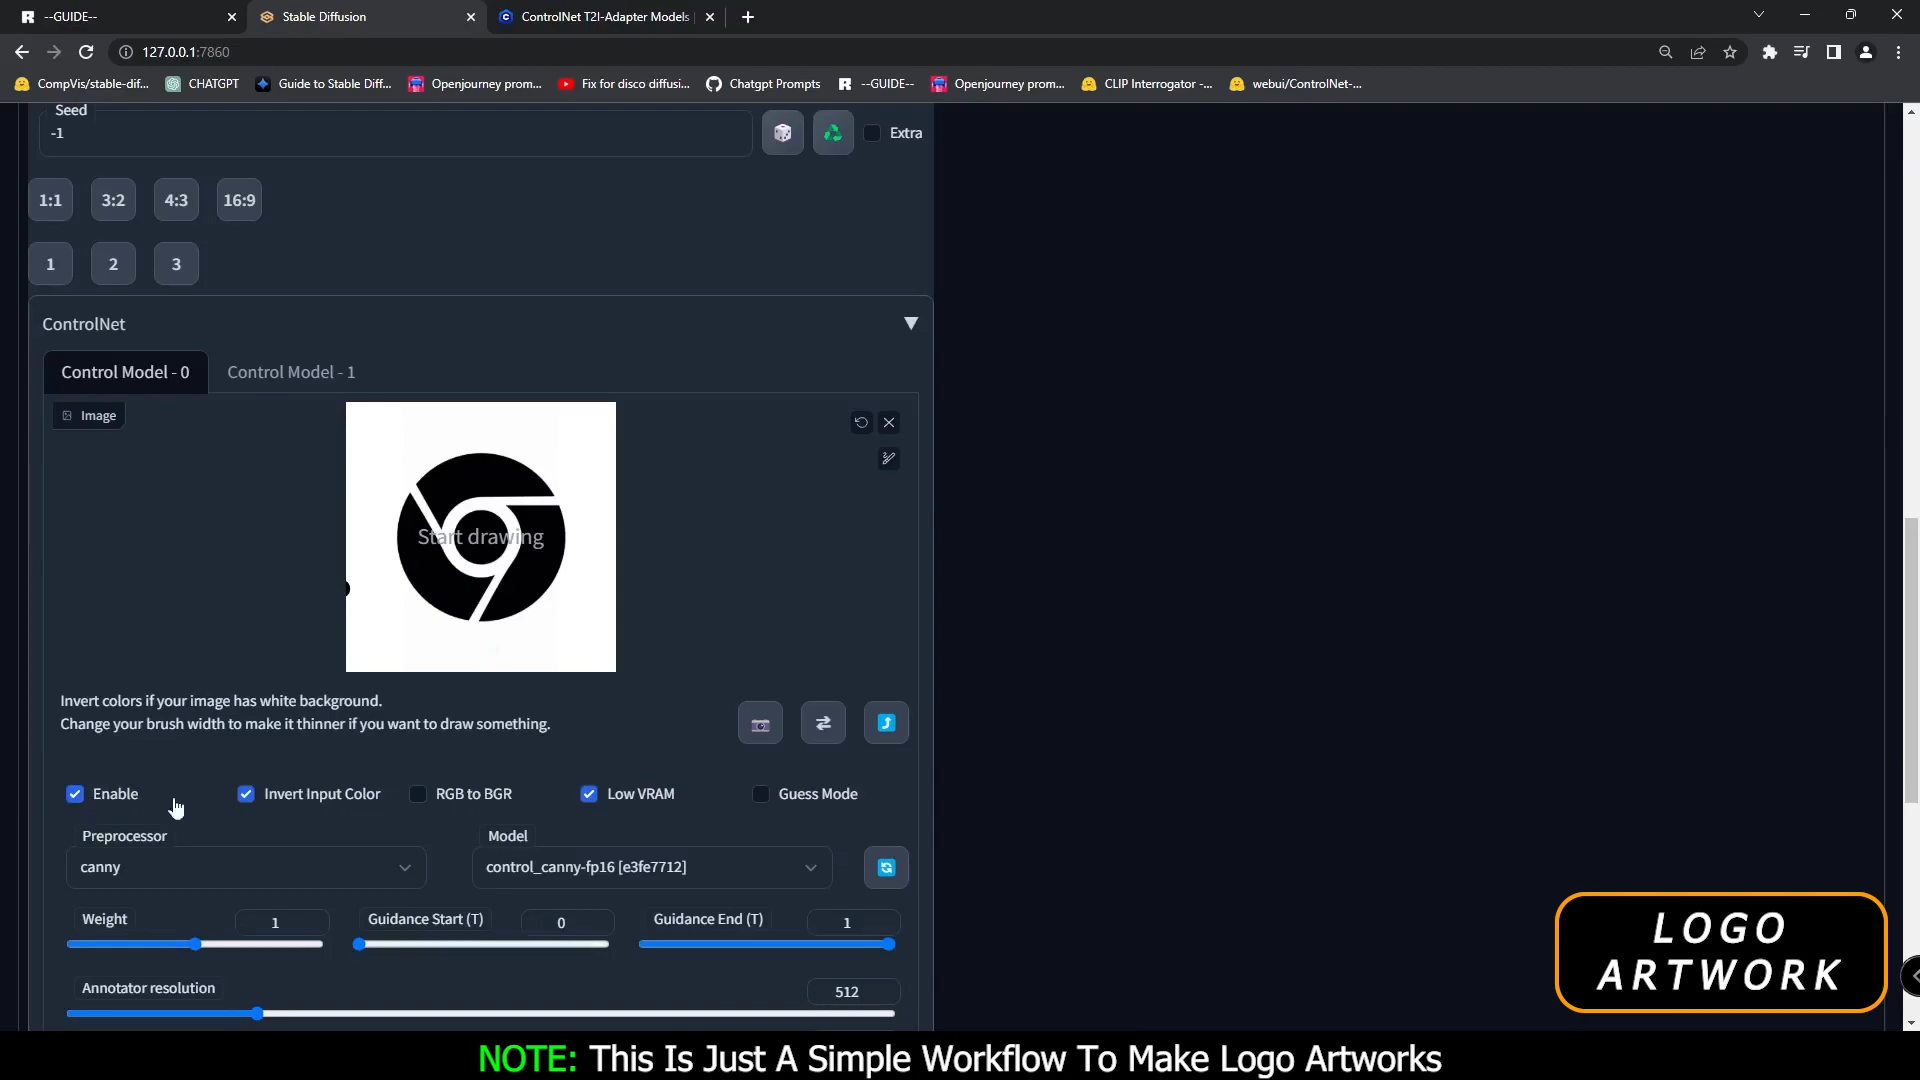 --GUIDE--
Stable Diffusion
ControlNet T2I-Adapter Models
127.0.0.1:7860
CompVis/stable-dif...
CHATGPT
Guide to Stable Diff...
Openjourney prom...
Fix for disco diffusi...
Chatgpt Prompts
--GUIDE--
Openjourney prom...
CLIP Interrogator -...
webui/ControlNet-...
Seed
-1
Extra
1:1
3:2
4:3
16:9
1
2
3
ControlNet
Control Model - 0
Control Model - 1
Image
Start drawing
Invert colors if your image has white background.
Change your brush width to make it thinner if you want to draw something.
Enable
Invert Input Color
RGB to BGR
Low VRAM
Guess Mode
Preprocessor
Model
canny
control_canny-fp16 [e3fe7712]
Weight
1
Guidance Start (T)
0
Guidance End (T)
1
Annotator resolution
512
LOGO
ARTWORK
NOTE: This Is Just A Simple Workflow To Make Logo Artworks